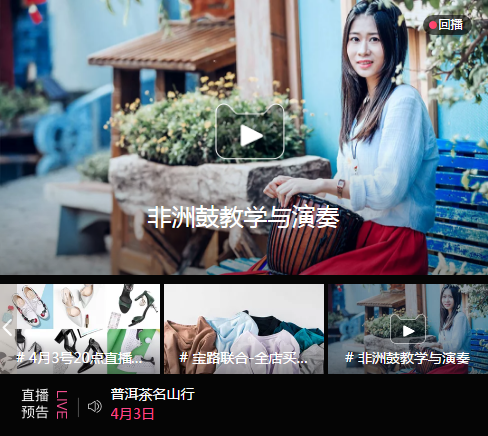 回播
非洲鼓教学与演奏
# 4月3号20点直播...
# 宝路联合-全店买...
# 非洲鼓教学与演奏
直播
预告
LIVE
普洱茶名山行
4月3日